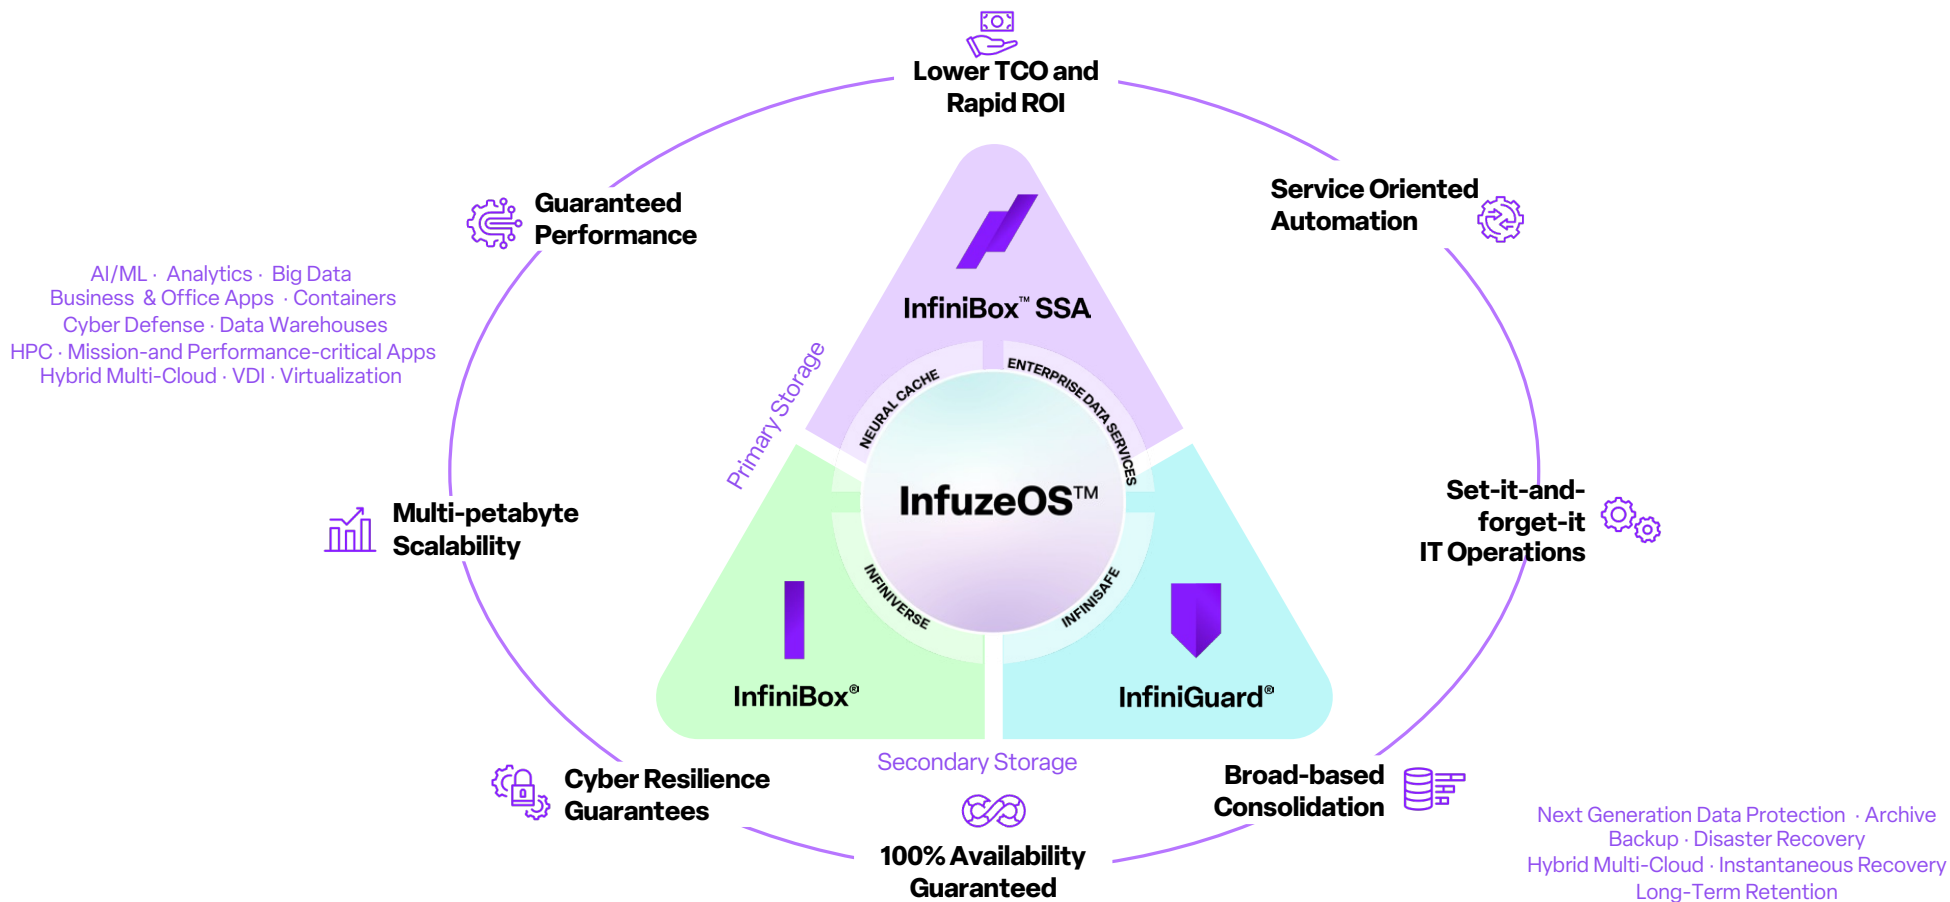 Lower TCO and
Rapid ROI
Guaranteed
Performance
Service Oriented
Automation
AI/ML · Analytics · Big Data
Business & Office Apps · Containers
Cyber Defense · Data Warehouses
HPC · Mission-and Performance-critical Apps
Hybrid Multi-Cloud · VDI · Virtualization
InfiniBox™ SSA
Primary Storage
NEURAL CACHE
ENTERPRISE DATA SERVICES
InfuzeOS™
INFINIVERSE
INFINISAFE
Multi-petabyte
Scalability
Set-it-and-
forget-it
IT Operations
InfiniBox®
InfiniGuard®
Secondary Storage
Cyber Resilience
Guarantees
100% Availability
Guaranteed
Broad-based
Consolidation
Next Generation Data Protection · Archive
Backup · Disaster Recovery
Hybrid Multi-Cloud · Instantaneous Recovery
Long-Term Retention